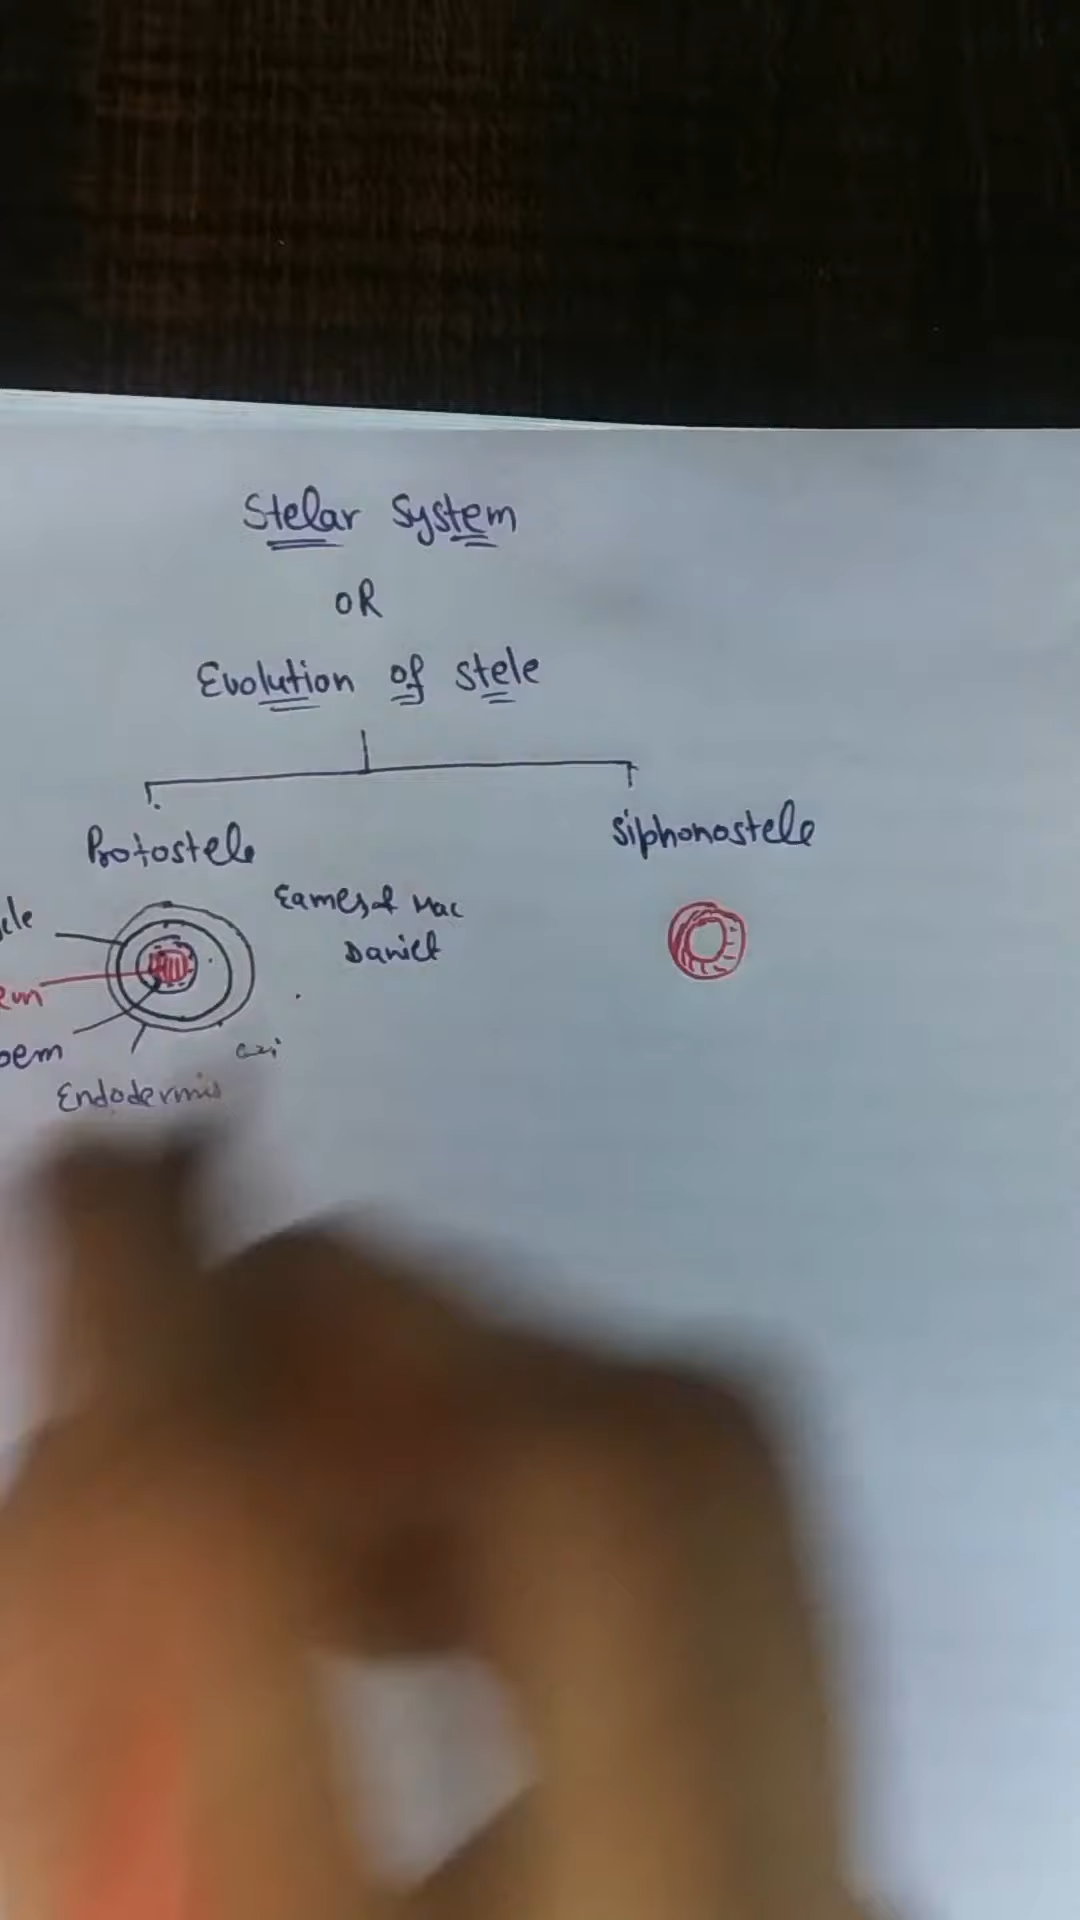 Stelar System
OR
Evolution of stele
Protostele
Siphonostele
Eames & Mac
Daniel
Endodermis